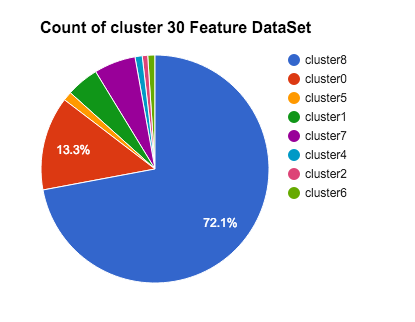 Count of cluster 30 Feature DataSet
cluster8
cluster0
cluster5
cluster1
cluster7
cluster4
cluster2
cluster6
13.3%
72.1%